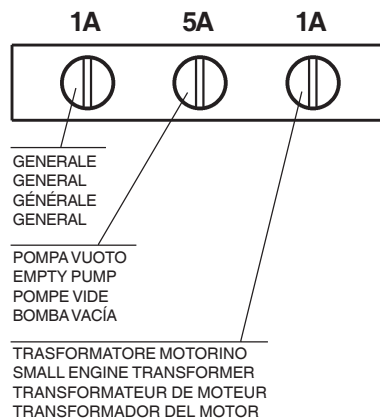 1A 5A 1A
GENERALE
GENERAL
GÉNÉRALE
GENERAL
POMPA VUOTO
EMPTY PUMP
POMPE VIDE
BOMBA VACÍA
TRASFORMATORE MOTORINO
SMALL ENGINE TRANSFORMER
TRANSFORMATEUR DE MOTEUR
TRANSFORMADOR DEL MOTOR